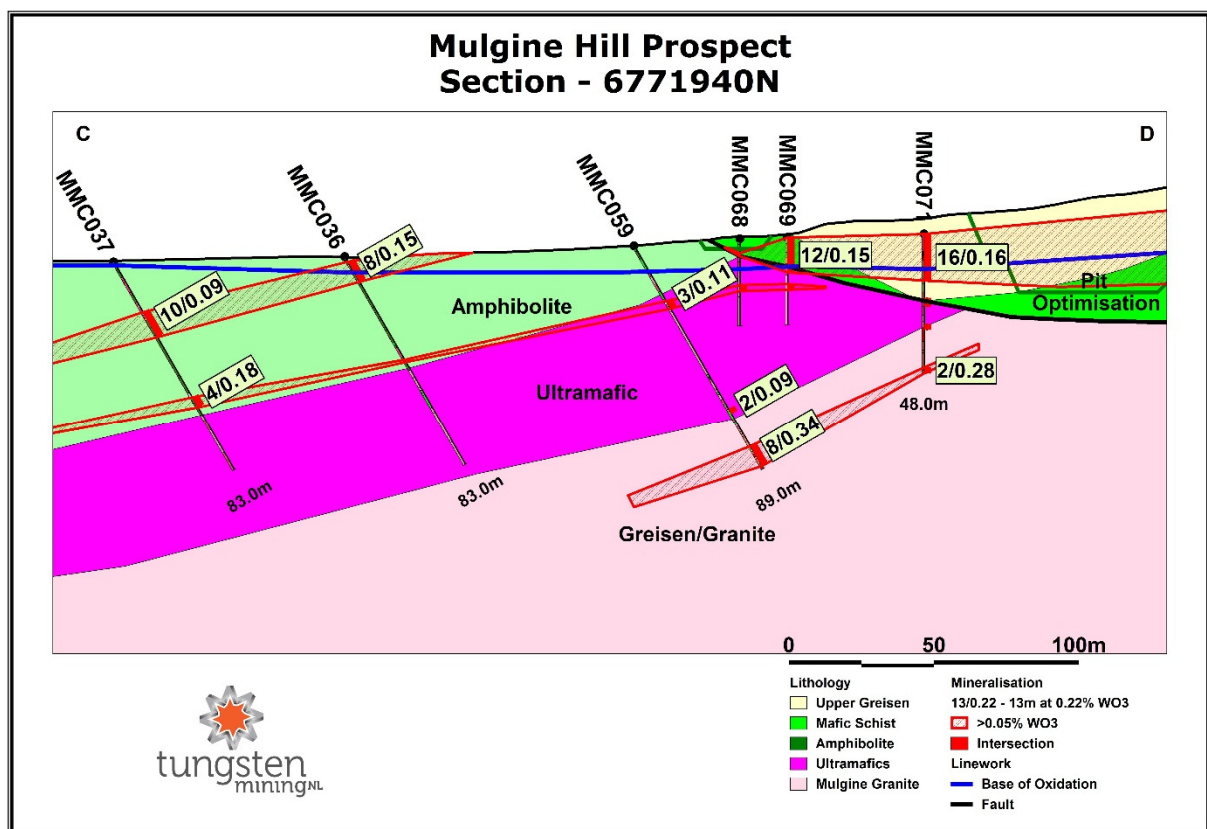 Mulgine Hill Prospect
Section - 6771940N
C
D
MMC037
MMC036
MMC059
MMC068
MMC069
MMC071
10/0.09
8/0.15
3/0.11
12/0.15
16/0.16
4/0.18
2/0.09
8/0.34
2/0.28
Amphibolite
Ultramafic
Pit
Optimisation
Greisen/Granite
83.0m
83.0m
89.0m
48.0m
0 50 100m
Lithology
Upper Greisen
Mafic Schist
Amphibolite
Ultramafics
Mulgine Granite
Mineralisation
13/0.22 - 13m at 0.22% WO3
>0.05% WO3
Intersection
Linework
Base of Oxidation
Fault
tungsten
mining NL